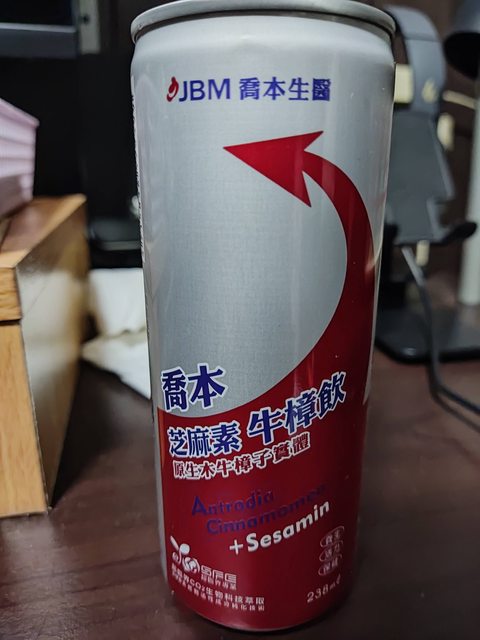 JBM 喬本生醫
喬本
芝麻素 牛樟飲
原生木牛樟子實體
Antrodia
Cinnamomea
+Sesamin
SFE
238ml